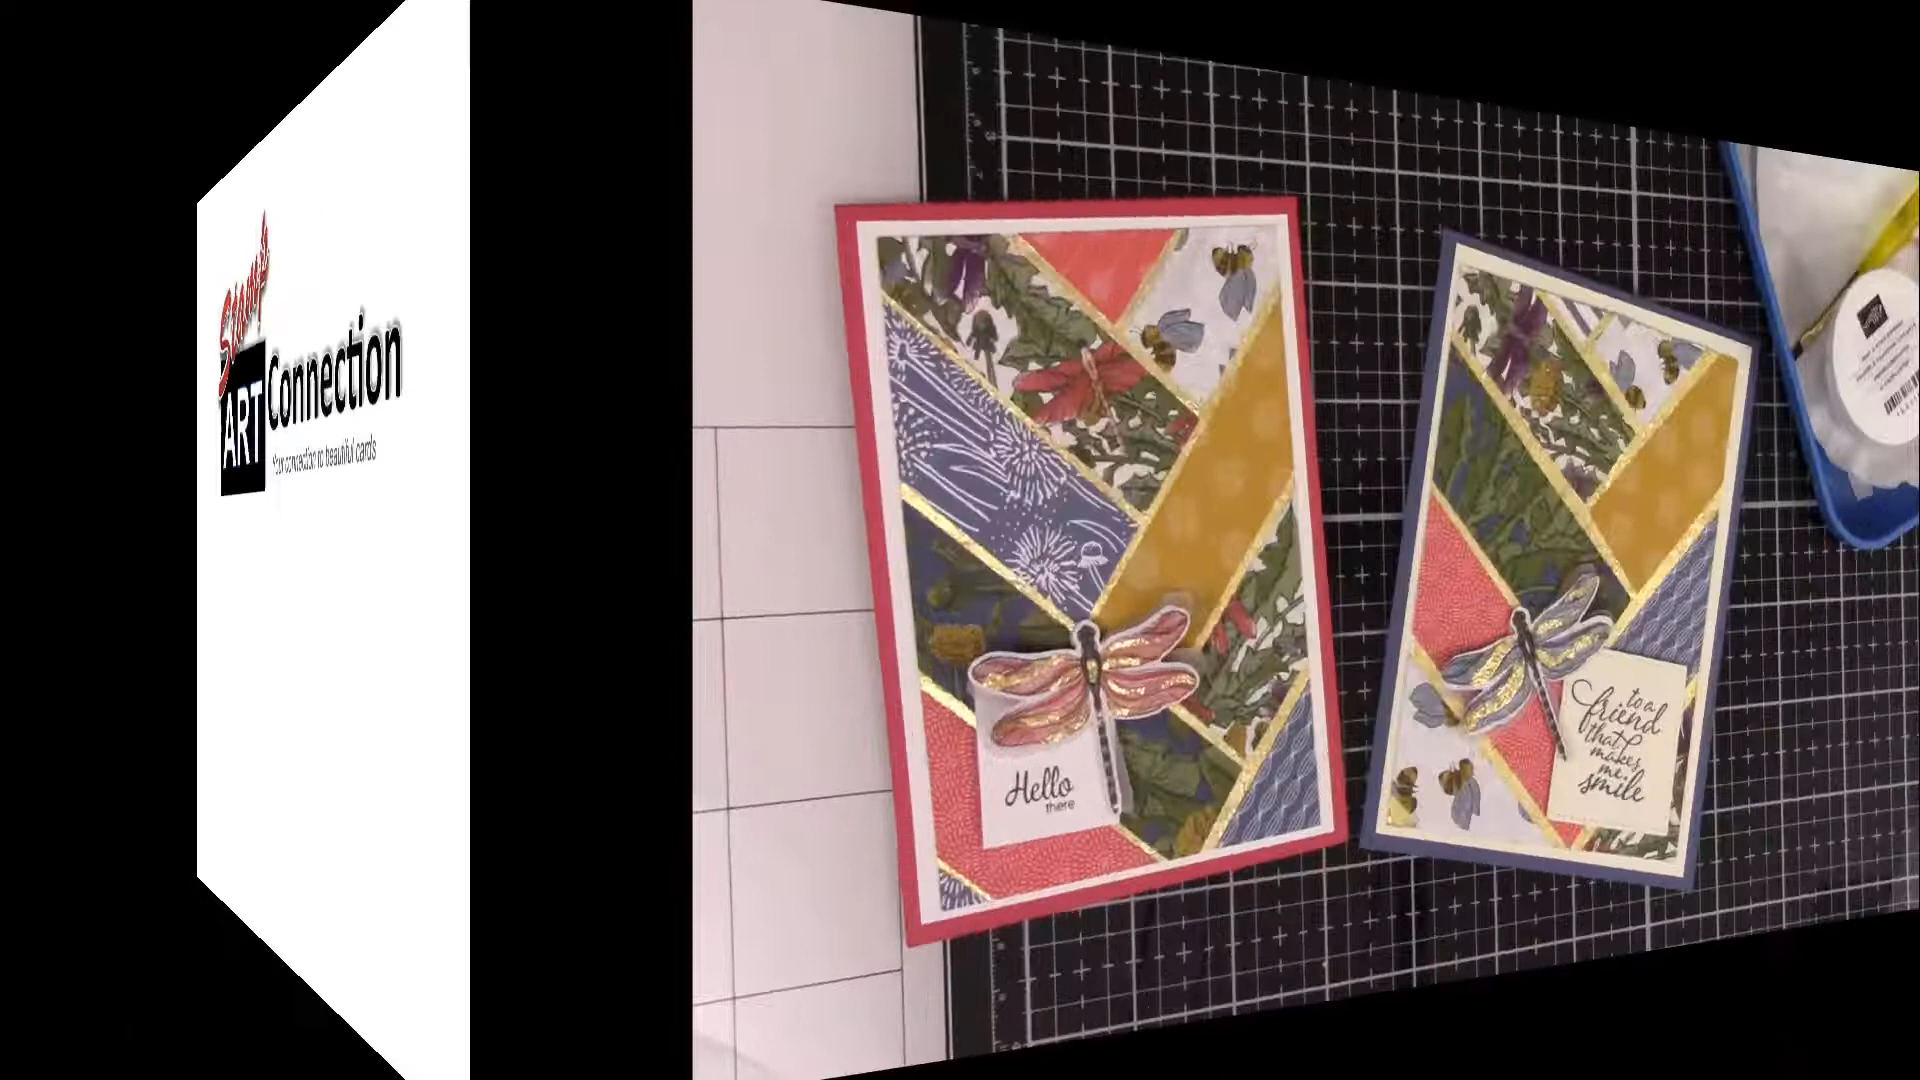 Stamp
ART
Connection
Your connection to beautiful cards
Hello
there
to a
friend
that
makes
me
smile